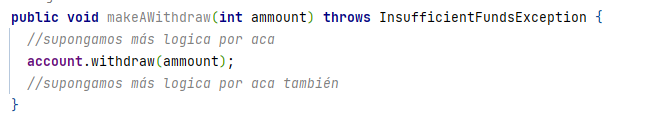 public void makeAWithdraw(int ammount) throws InsufficientFundsException {
//supongamos más logica por aca
account.withdraw(ammount);
//supongamos más logica por aca también
}